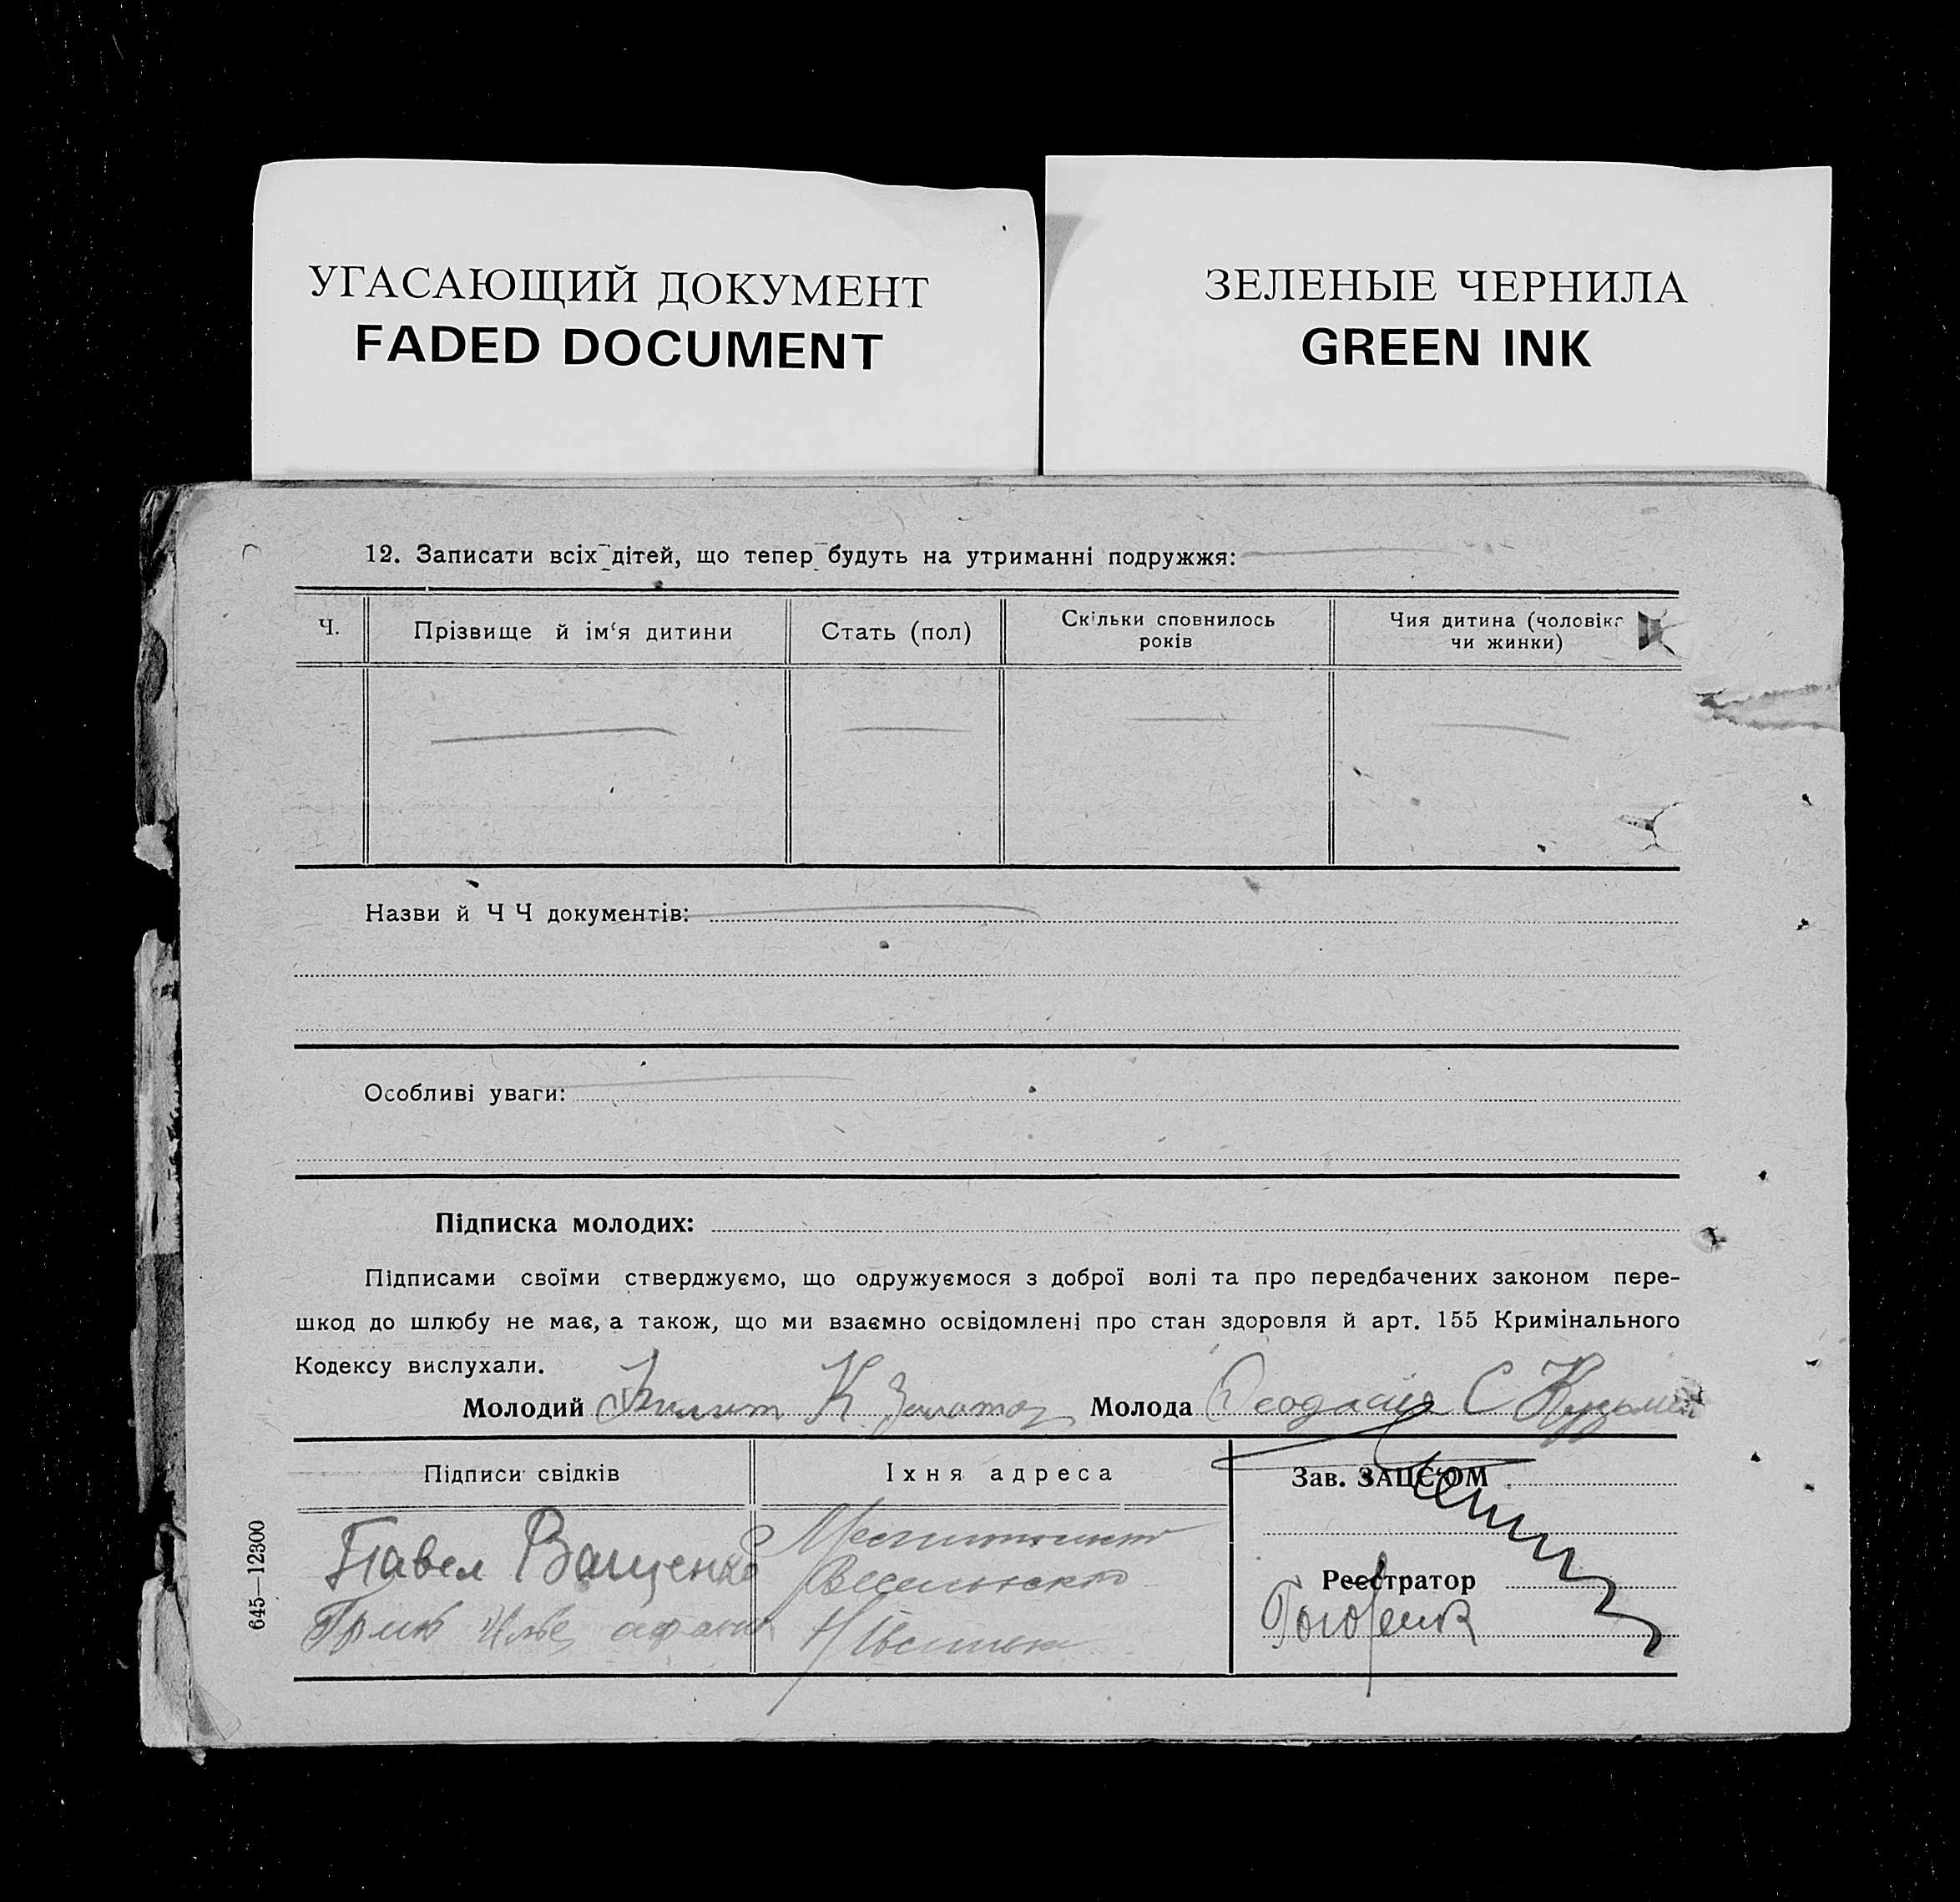 УГАСАЮЩИЙ ДОКУМЕНТ
FADED DOCUMENT
ЗЕЛЕНЫЕ ЧЕРНИЛА
GREEN INK
12. Записати всіх дітей, що тепер будуть на утриманні подружжя:
Ч.
Прізвище й ім‘я дитини
Стать (пол)
Скільки сповнилось
років
Чия дитина (чоловіка
чи жинки)
Назви й Ч Ч документів:
Особливі уваги:
Підписка молодих:
Підписами своїми стверджуємо, що одружуємося з доброї волі та про передбачених законом пере-
шкод до шлюбу не має, а також, що ми взаємно освідомлені про стан здоровля й арт. 155 Кримінального
Кодексу вислухали.
Молодий К Молода Феодосія С Кузьмен
Підписи свідків
Їхня адреса
Зав. ЗАЦСОМ
Павел Ващенко
Реєстратор
645—12300